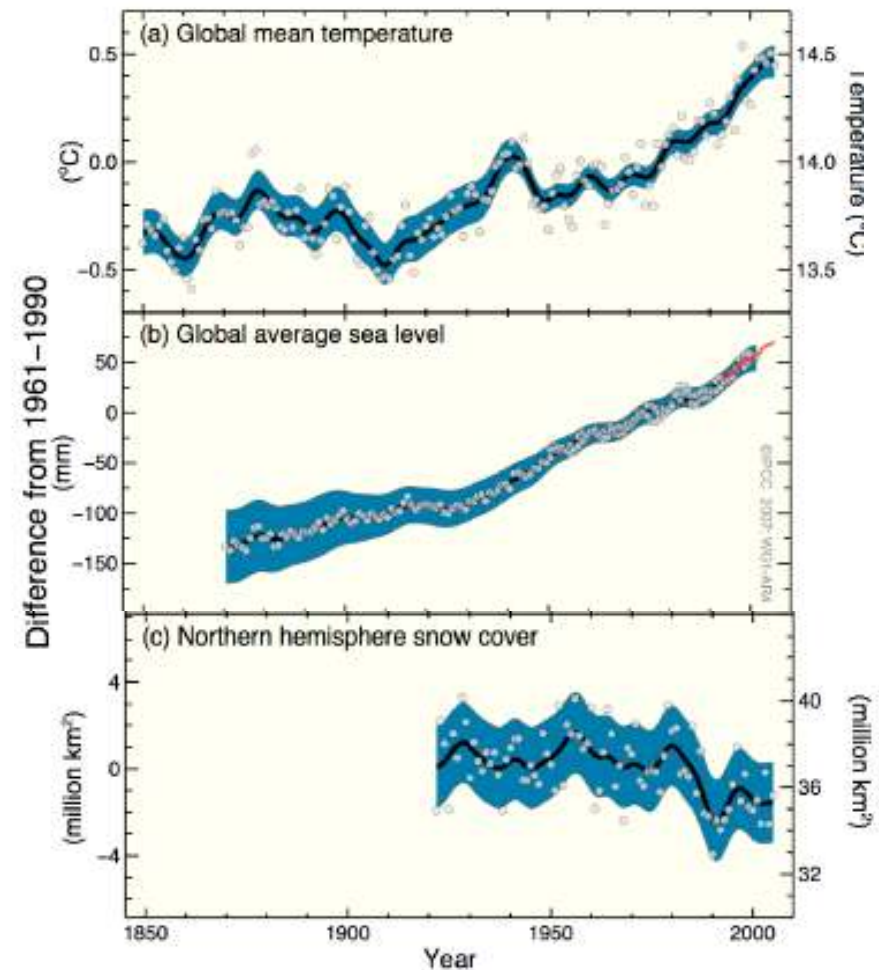 (a) Global mean temperature
0.5
0.0
−0.5
(°C)
14.5
14.0
13.5
Temperature (°C)
Difference from 1961−1990
(b) Global average sea level
50
0
−50
−100
−150
(mm)
©IPCC 2007: WG1-AR4
(c) Northern hemisphere snow cover
4
0
−4
(million km²)
40
36
32
(million km²)
1850
1900
1950
2000
Year